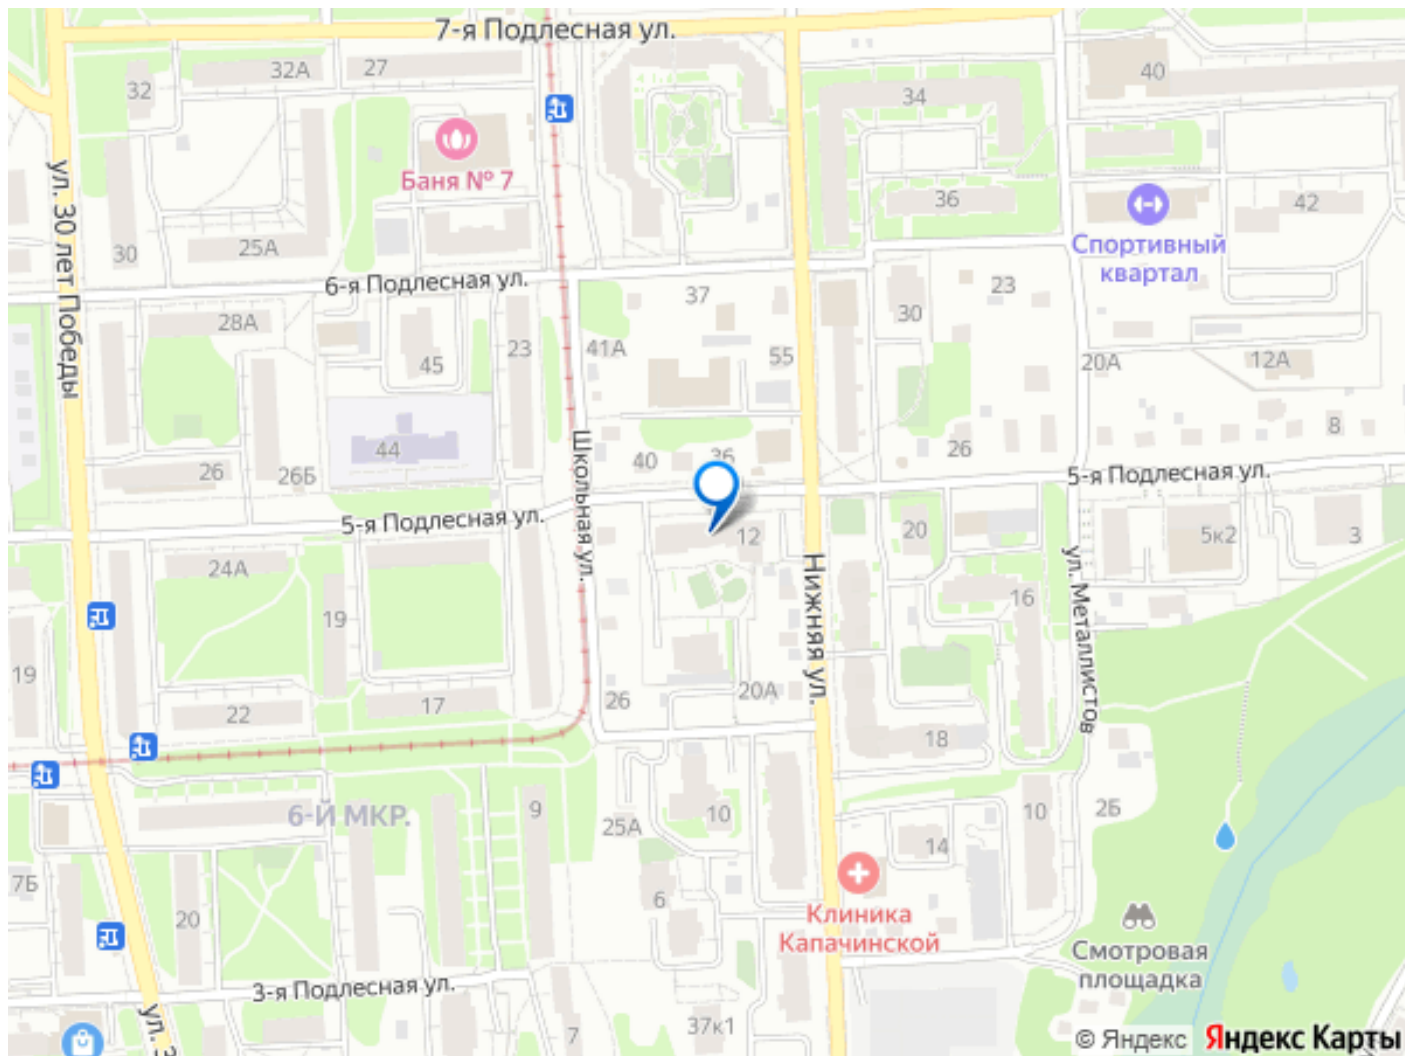 7-я Подлесная ул.
32
32А
27
34
40
Баня № 7
ул. 30 лет Победы
30
25А
36
42
Спортивный
квартал
6-я Подлесная ул.
37
30
23
28А
45
23
41А
55
20А
12А
44
40
36
26
8
26
26Б
Школьная ул.
5-я Подлесная ул.
5-я Подлесная ул.
12
20
5к2
3
24А
19
Нижняя ул.
16
ул. Металлистов
19
22
17
26
20А
18
6-Й МКР.
9
25А
10
14
10
2Б
7Б
20
6
Клиника
Капачинской
Смотровая
площадка
3-я Подлесная ул.
ул. З
7
37к1
© Яндекс Яндекс Карты